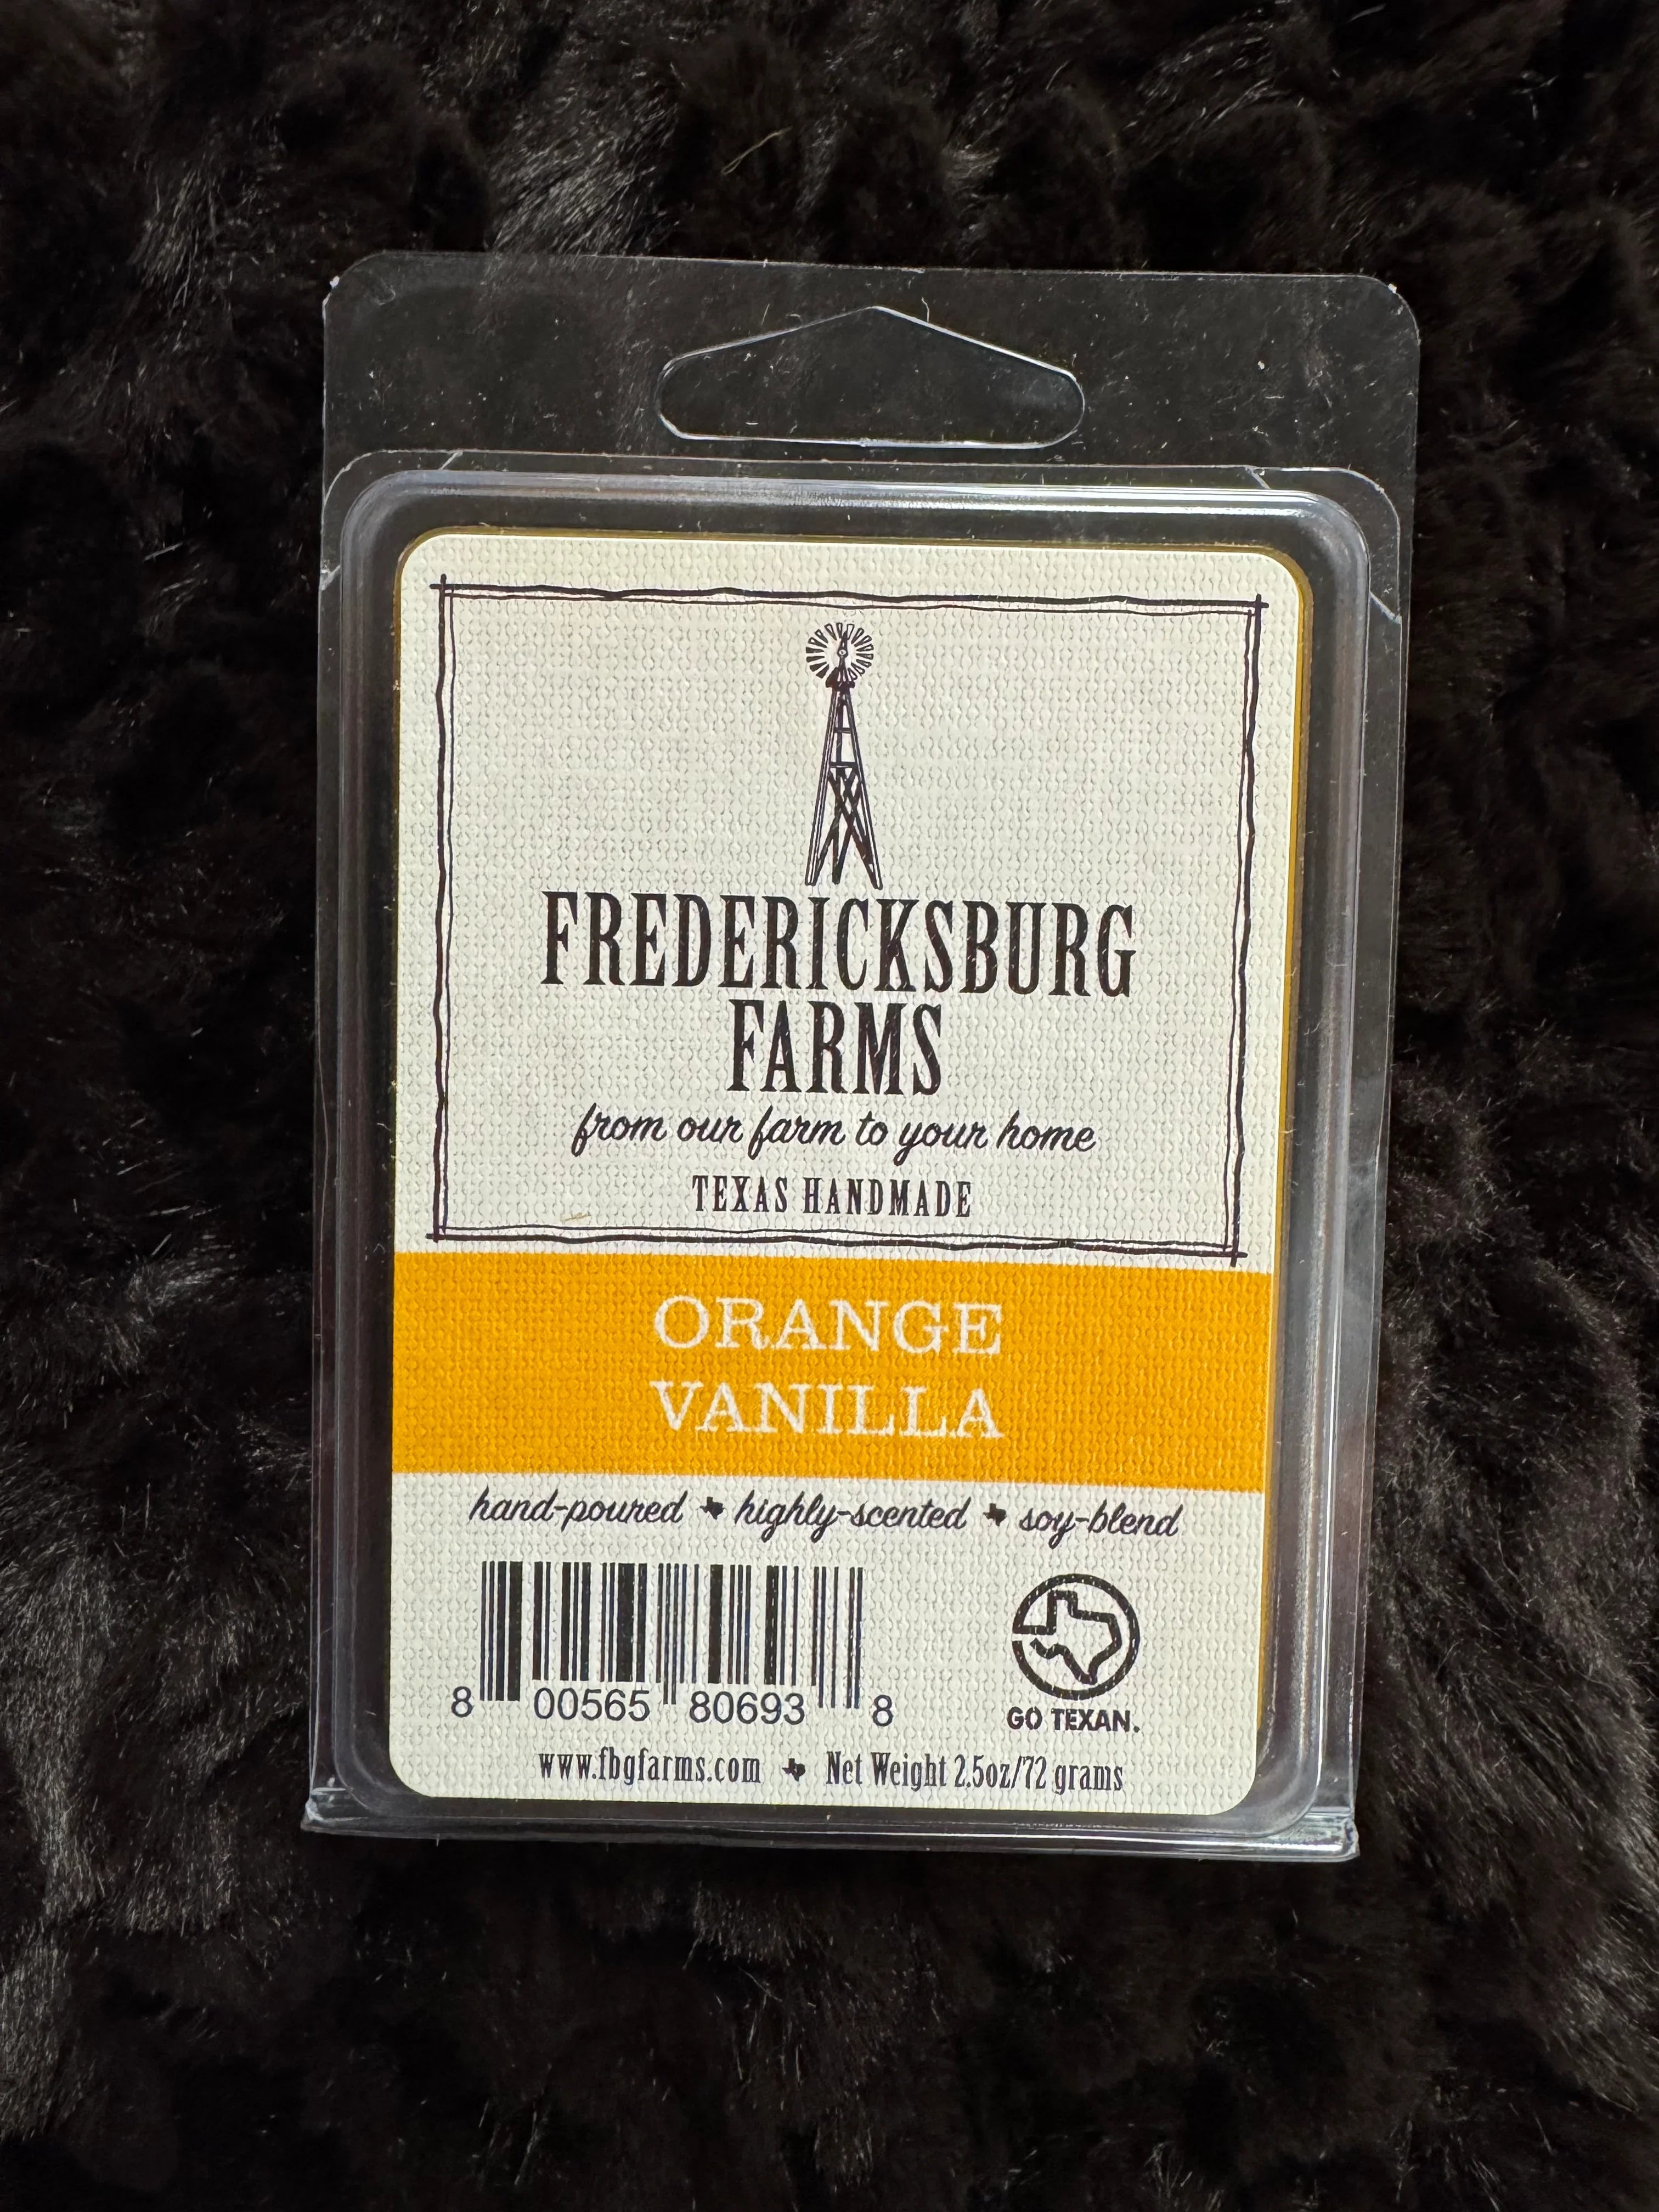 FREDERICKSBURG
FARMS
from our farm to your home
TEXAS HANDMADE
ORANGE
VANILLA
hand-poured highly-scented soy-blend
8 00565 80693 8
GO TEXAN.
www.fbgfarms.com Net Weight 2.5oz/72 grams